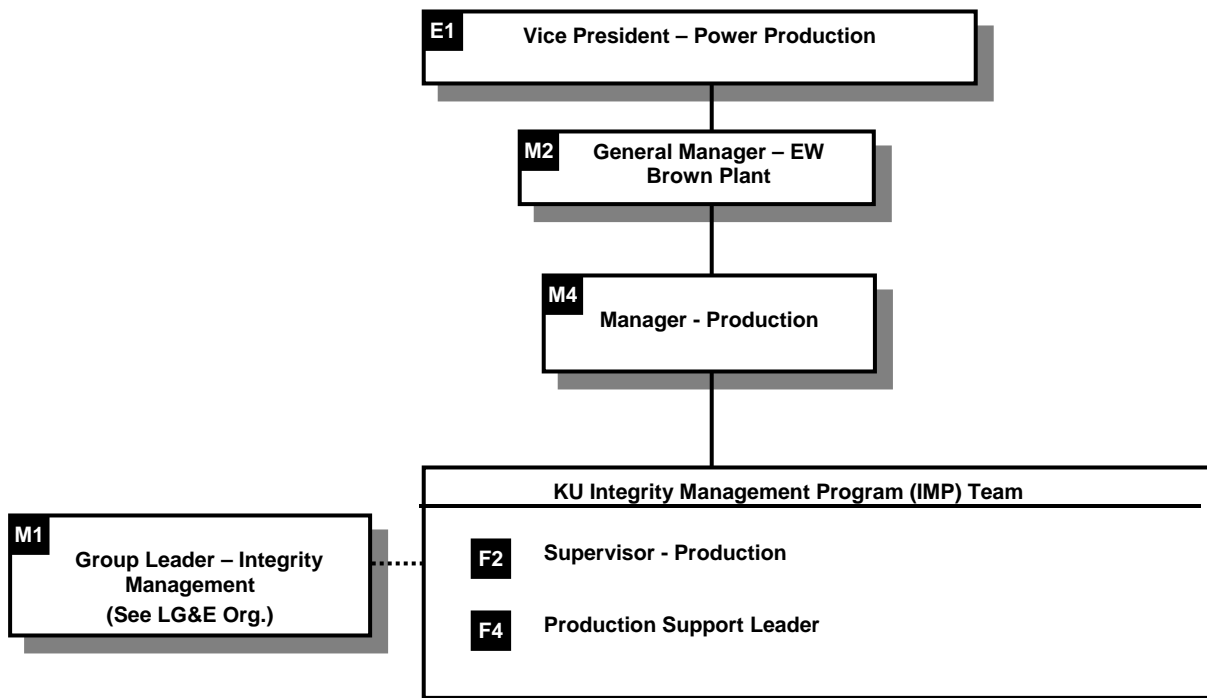 E1
Vice President – Power Production
M2
General Manager – EW
Brown Plant
M4
Manager - Production
KU Integrity Management Program (IMP) Team
M1
Group Leader – Integrity
Management
(See LG&E Org.)
F2
Supervisor - Production
F4
Production Support Leader